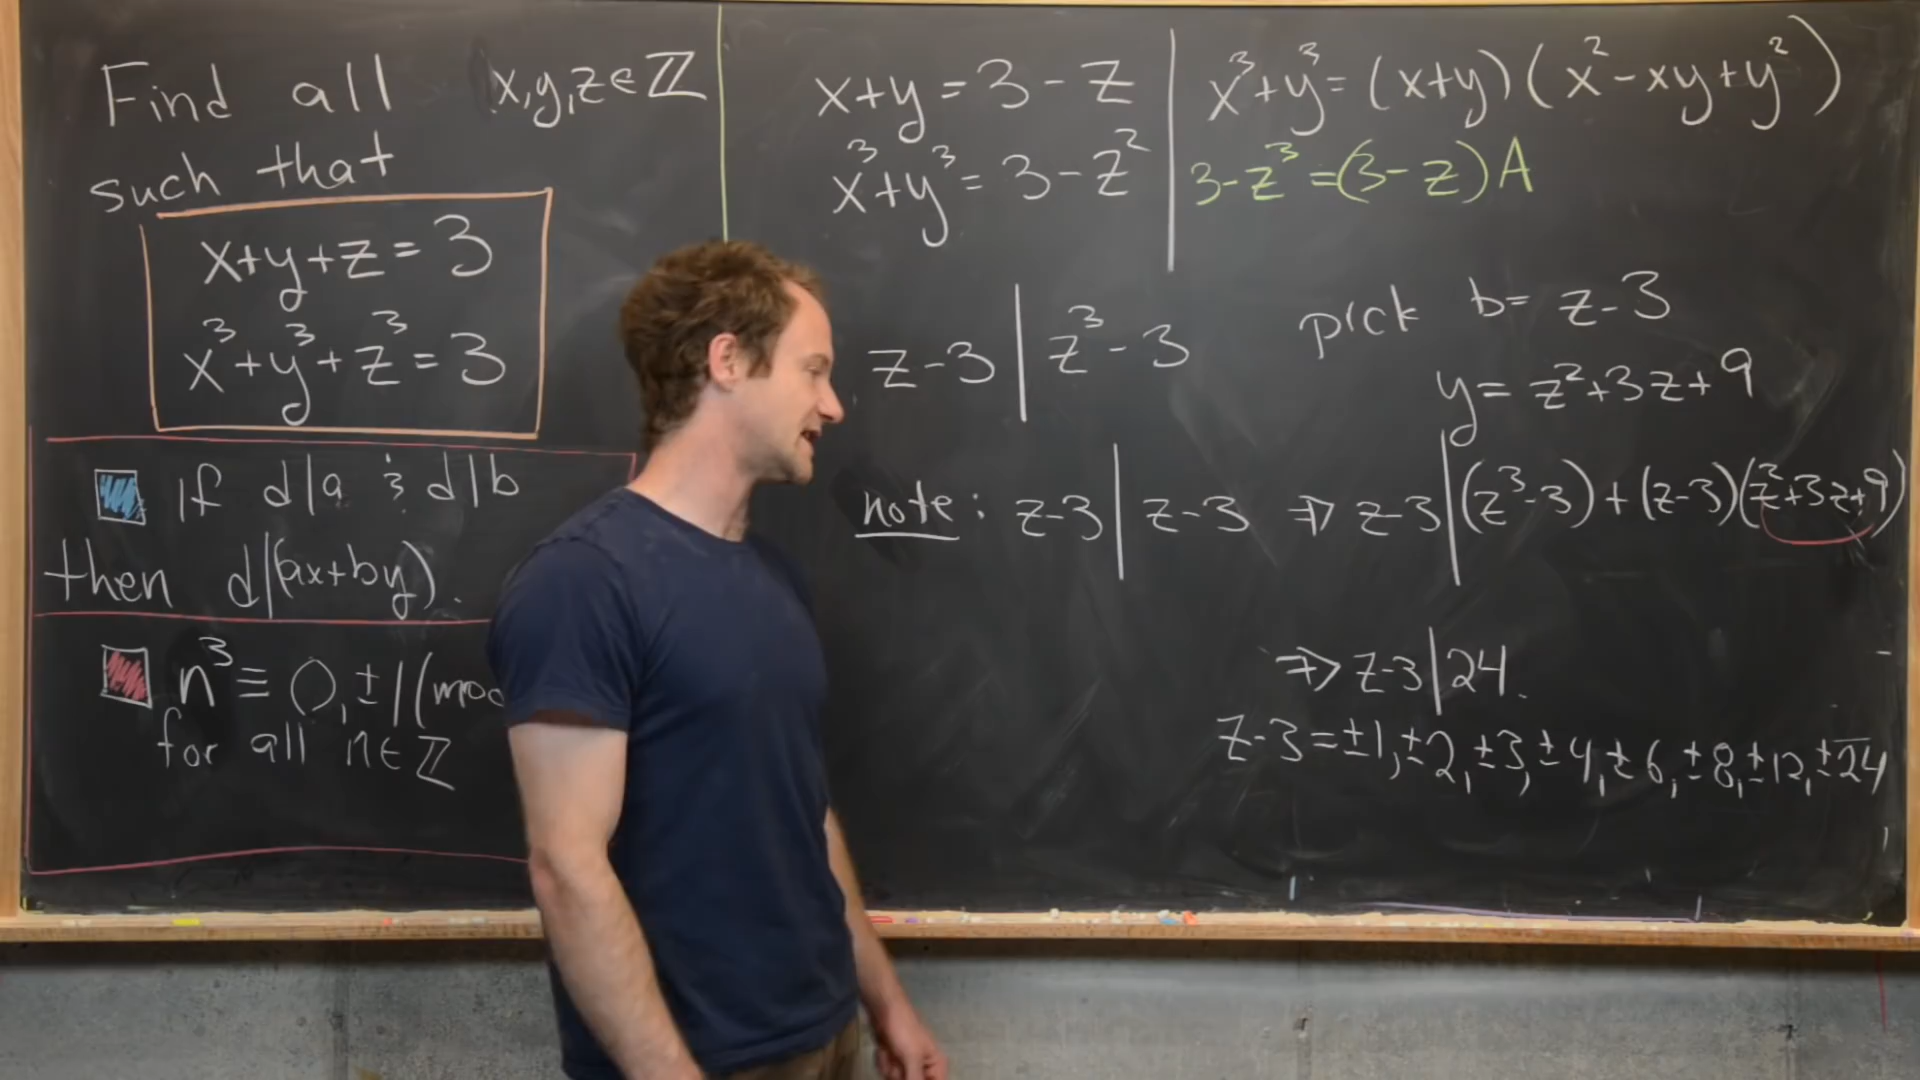 Find all x,y,z∈ℤ
such that
x+y+z=3
x³+y³+z³=3
If d|a & d|b
then d|(ax+by).
n³≡0,±1(mod
for all n∈ℤ
x+y=3-z
x³+y³=3-z²
x³+y³=(x+y)(x²-xy+y²)
3-z³=(3-z)A
z-3|z³-3
pick b=z-3
y=z²+3z+9
note: z-3|z-3 ⇒ z-3|(z³-3)+(z-3)(z²+3z+9)
⇒ z-3|24.
z-3=±1,±2,±3,±4,±6,±8,±12,±24